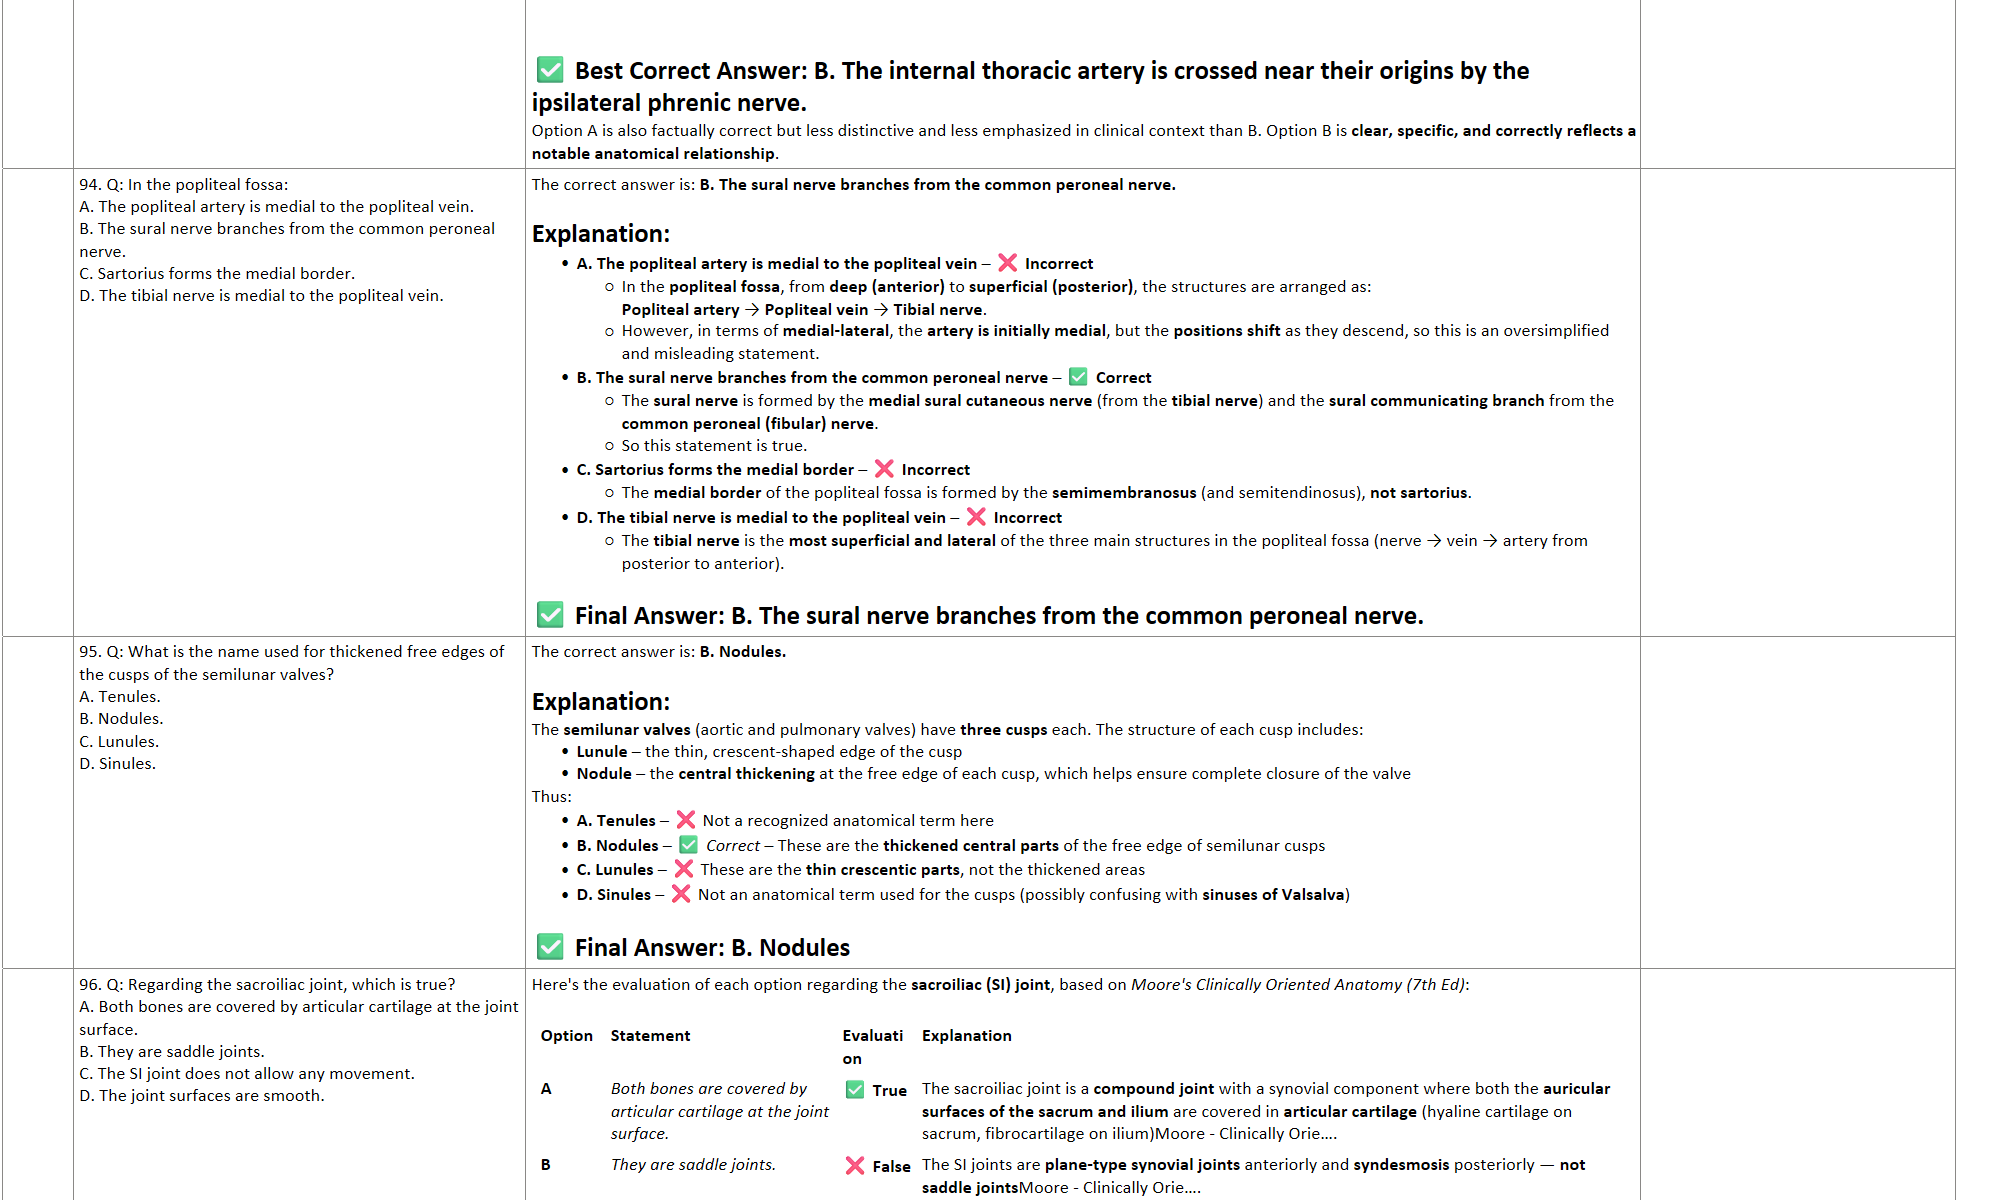 ✅ Best Correct Answer: B. The internal thoracic artery is crossed near their origins by the
ipsilateral phrenic nerve.
Option A is also factually correct but less distinctive and less emphasized in clinical context than B. Option B is clear, specific, and correctly reflects a
notable anatomical relationship.
94. Q: In the popliteal fossa:
A. The popliteal artery is medial to the popliteal vein.
B. The sural nerve branches from the common peroneal
nerve.
C. Sartorius forms the medial border.
D. The tibial nerve is medial to the popliteal vein.
The correct answer is: B. The sural nerve branches from the common peroneal nerve.
Explanation:
• A. The popliteal artery is medial to the popliteal vein – ❌ Incorrect
○ In the popliteal fossa, from deep (anterior) to superficial (posterior), the structures are arranged as:
Popliteal artery → Popliteal vein → Tibial nerve.
○ However, in terms of medial-lateral, the artery is initially medial, but the positions shift as they descend, so this is an oversimplified
and misleading statement.
• B. The sural nerve branches from the common peroneal nerve – ✅ Correct
○ The sural nerve is formed by the medial sural cutaneous nerve (from the tibial nerve) and the sural communicating branch from the
common peroneal (fibular) nerve.
○ So this statement is true.
• C. Sartorius forms the medial border – ❌ Incorrect
○ The medial border of the popliteal fossa is formed by the semimembranosus (and semitendinosus), not sartorius.
• D. The tibial nerve is medial to the popliteal vein – ❌ Incorrect
○ The tibial nerve is the most superficial and lateral of the three main structures in the popliteal fossa (nerve → vein → artery from
posterior to anterior).
✅ Final Answer: B. The sural nerve branches from the common peroneal nerve.
95. Q: What is the name used for thickened free edges of
the cusps of the semilunar valves?
A. Tenules.
B. Nodules.
C. Lunules.
D. Sinules.
The correct answer is: B. Nodules.
Explanation:
The semilunar valves (aortic and pulmonary valves) have three cusps each. The structure of each cusp includes:
• Lunule – the thin, crescent-shaped edge of the cusp
• Nodule – the central thickening at the free edge of each cusp, which helps ensure complete closure of the valve
Thus:
• A. Tenules – ❌ Not a recognized anatomical term here
• B. Nodules – ✅ Correct – These are the thickened central parts of the free edge of semilunar cusps
• C. Lunules – ❌ These are the thin crescentic parts, not the thickened areas
• D. Sinules – ❌ Not an anatomical term used for the cusps (possibly confusing with sinuses of Valsalva)
✅ Final Answer: B. Nodules
96. Q: Regarding the sacroiliac joint, which is true?
A. Both bones are covered by articular cartilage at the joint
surface.
B. They are saddle joints.
C. The SI joint does not allow any movement.
D. The joint surfaces are smooth.
Here's the evaluation of each option regarding the sacroiliac (SI) joint, based on Moore's Clinically Oriented Anatomy (7th Ed):
Option Statement Evaluati Explanation
on
A Both bones are covered by ✅ True The sacroiliac joint is a compound joint with a synovial component where both the auricular
articular cartilage at the joint surfaces of the sacrum and ilium are covered in articular cartilage (hyaline cartilage on
surface. sacrum, fibrocartilage on ilium)Moore - Clinically Orie….
B They are saddle joints. ❌ False The SI joints are plane-type synovial joints anteriorly and syndesmosis posteriorly — not
saddle jointsMoore - Clinically Orie….